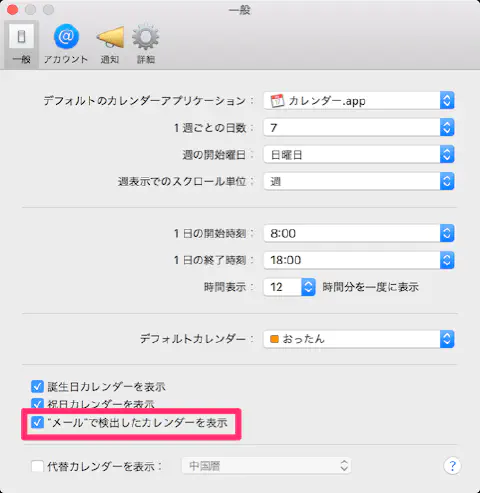 一般
一般 アカウント 通知 詳細
デフォルトのカレンダーアプリケーション： カレンダー.app
1週ごとの日数： 7
週の開始曜日： 日曜日
週表示でのスクロール単位： 週
1日の開始時刻： 8:00
1日の終了時刻： 18:00
時間表示： 12 時間分を一度に表示
デフォルトカレンダー： おったん
誕生日カレンダーを表示
祝日カレンダーを表示
"メール"で検出したカレンダーを表示
代替カレンダーを表示： 中国暦 ?